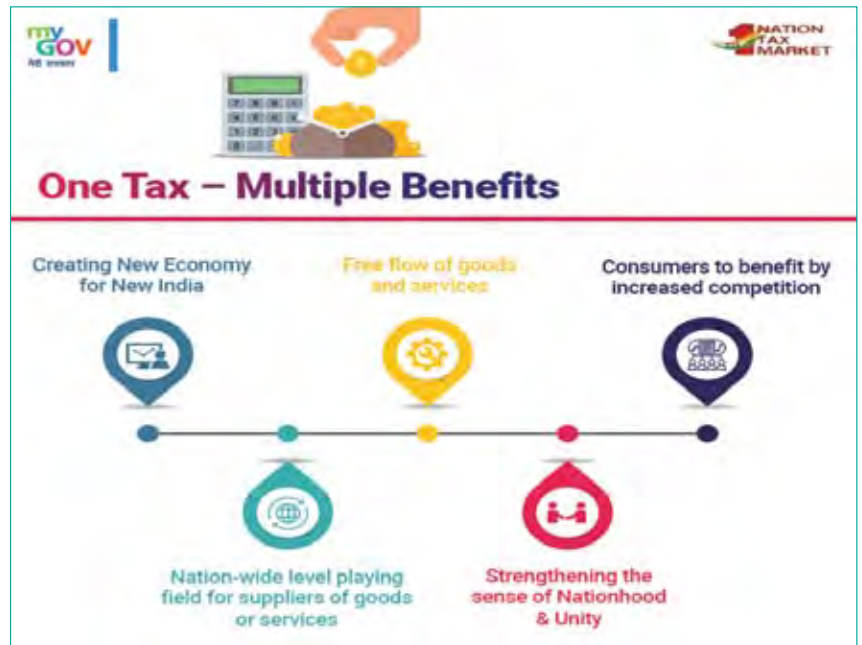 my
GOV
मेरी सरकार
1 NATION
TAX
MARKET
One Tax – Multiple Benefits
Creating New Economy
for New India
Free flow of goods
and services
Consumers to benefit by
increased competition
Nation-wide level playing
field for suppliers of goods
or services
Strengthening the
sense of Nationhood
& Unity